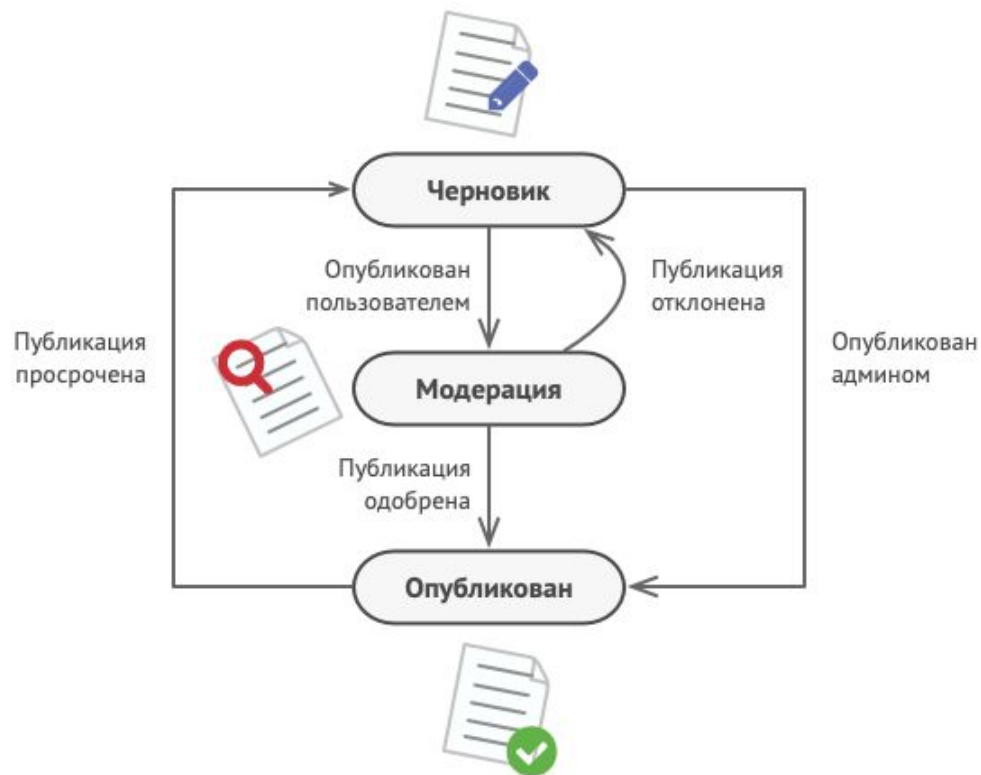 Черновик
Опубликован
пользователем
Публикация
отклонена
Публикация
просрочена
Опубликован
админом
Модерация
Публикация
одобрена
Опубликован